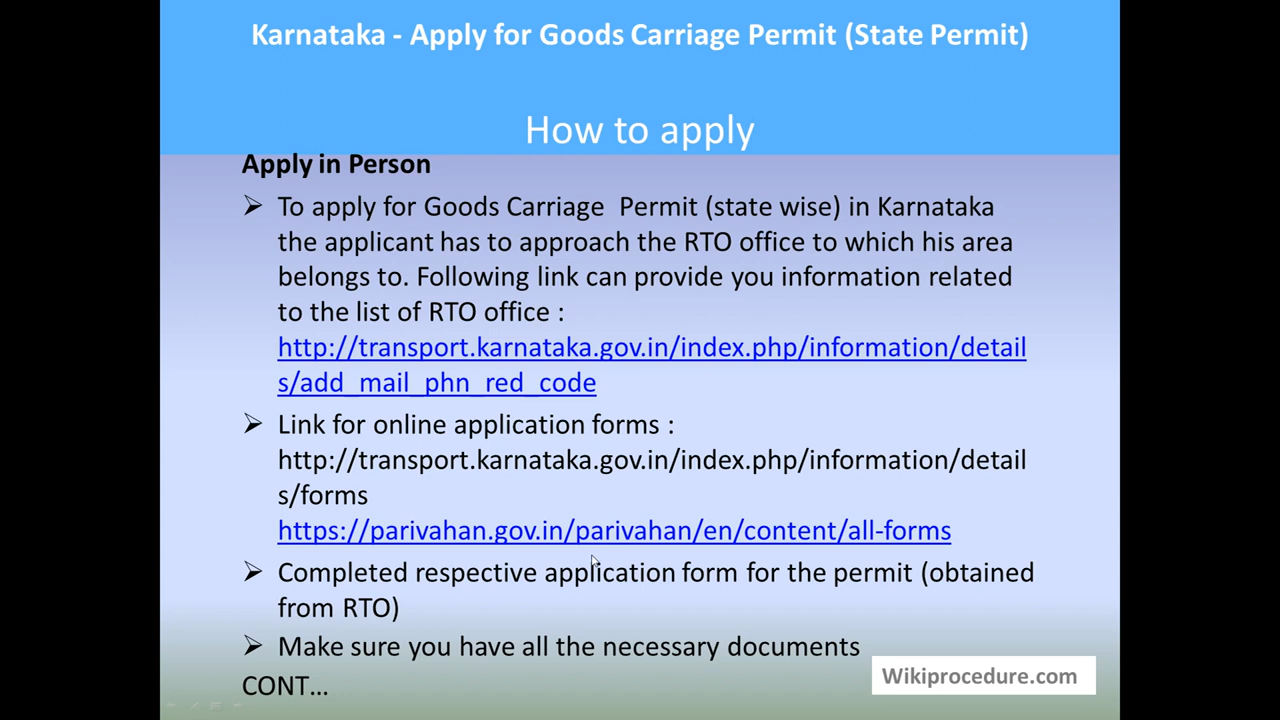 Karnataka - Apply for Goods Carriage Permit (State Permit)
How to apply
Apply in Person
➢ To apply for Goods Carriage  Permit (state wise) in Karnataka
the applicant has to approach the RTO office to which his area
belongs to. Following link can provide you information related
to the list of RTO office :
http://transport.karnataka.gov.in/index.php/information/detail
s/add_mail_phn_red_code
➢ Link for online application forms :
http://transport.karnataka.gov.in/index.php/information/detail
s/forms
https://parivahan.gov.in/parivahan/en/content/all-forms
➢ Completed respective application form for the permit (obtained
from RTO)
➢ Make sure you have all the necessary documents
CONT...
Wikiprocedure.com